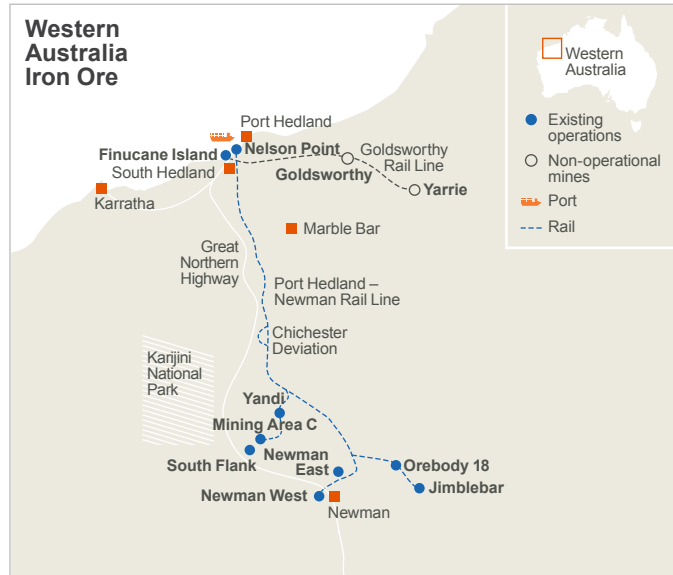 Western
Australia
Iron Ore
Western
Australia
Existing
operations
Non-operational
mines
Port
Rail
Port Hedland
Nelson Point
Finucane Island
Goldsworthy
Rail Line
South Hedland
Goldsworthy
Yarrie
Karratha
Marble Bar
Great
Northern
Highway
Port Hedland –
Newman Rail Line
Chichester
Deviation
Karijini
National
Park
Yandi
Mining Area C
South Flank
Newman
East
Orebody 18
Jimblebar
Newman West
Newman